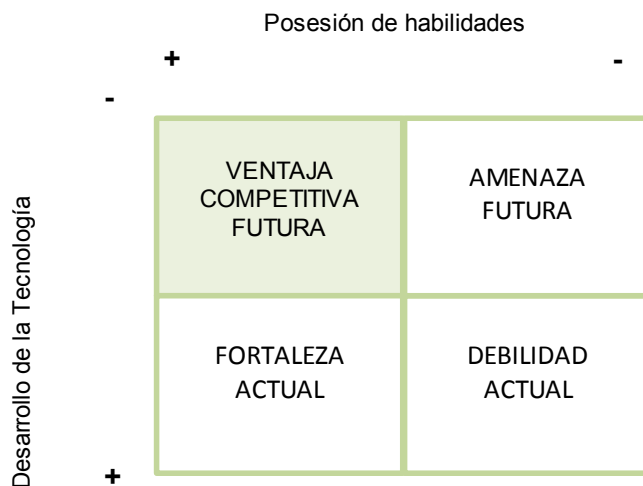 Posesión de habilidades
+ -
-
VENTAJA
COMPETITIVA
FUTURA
AMENAZA
FUTURA
Desarrollo de la Tecnología
FORTALEZA
ACTUAL
DEBILIDAD
ACTUAL
+